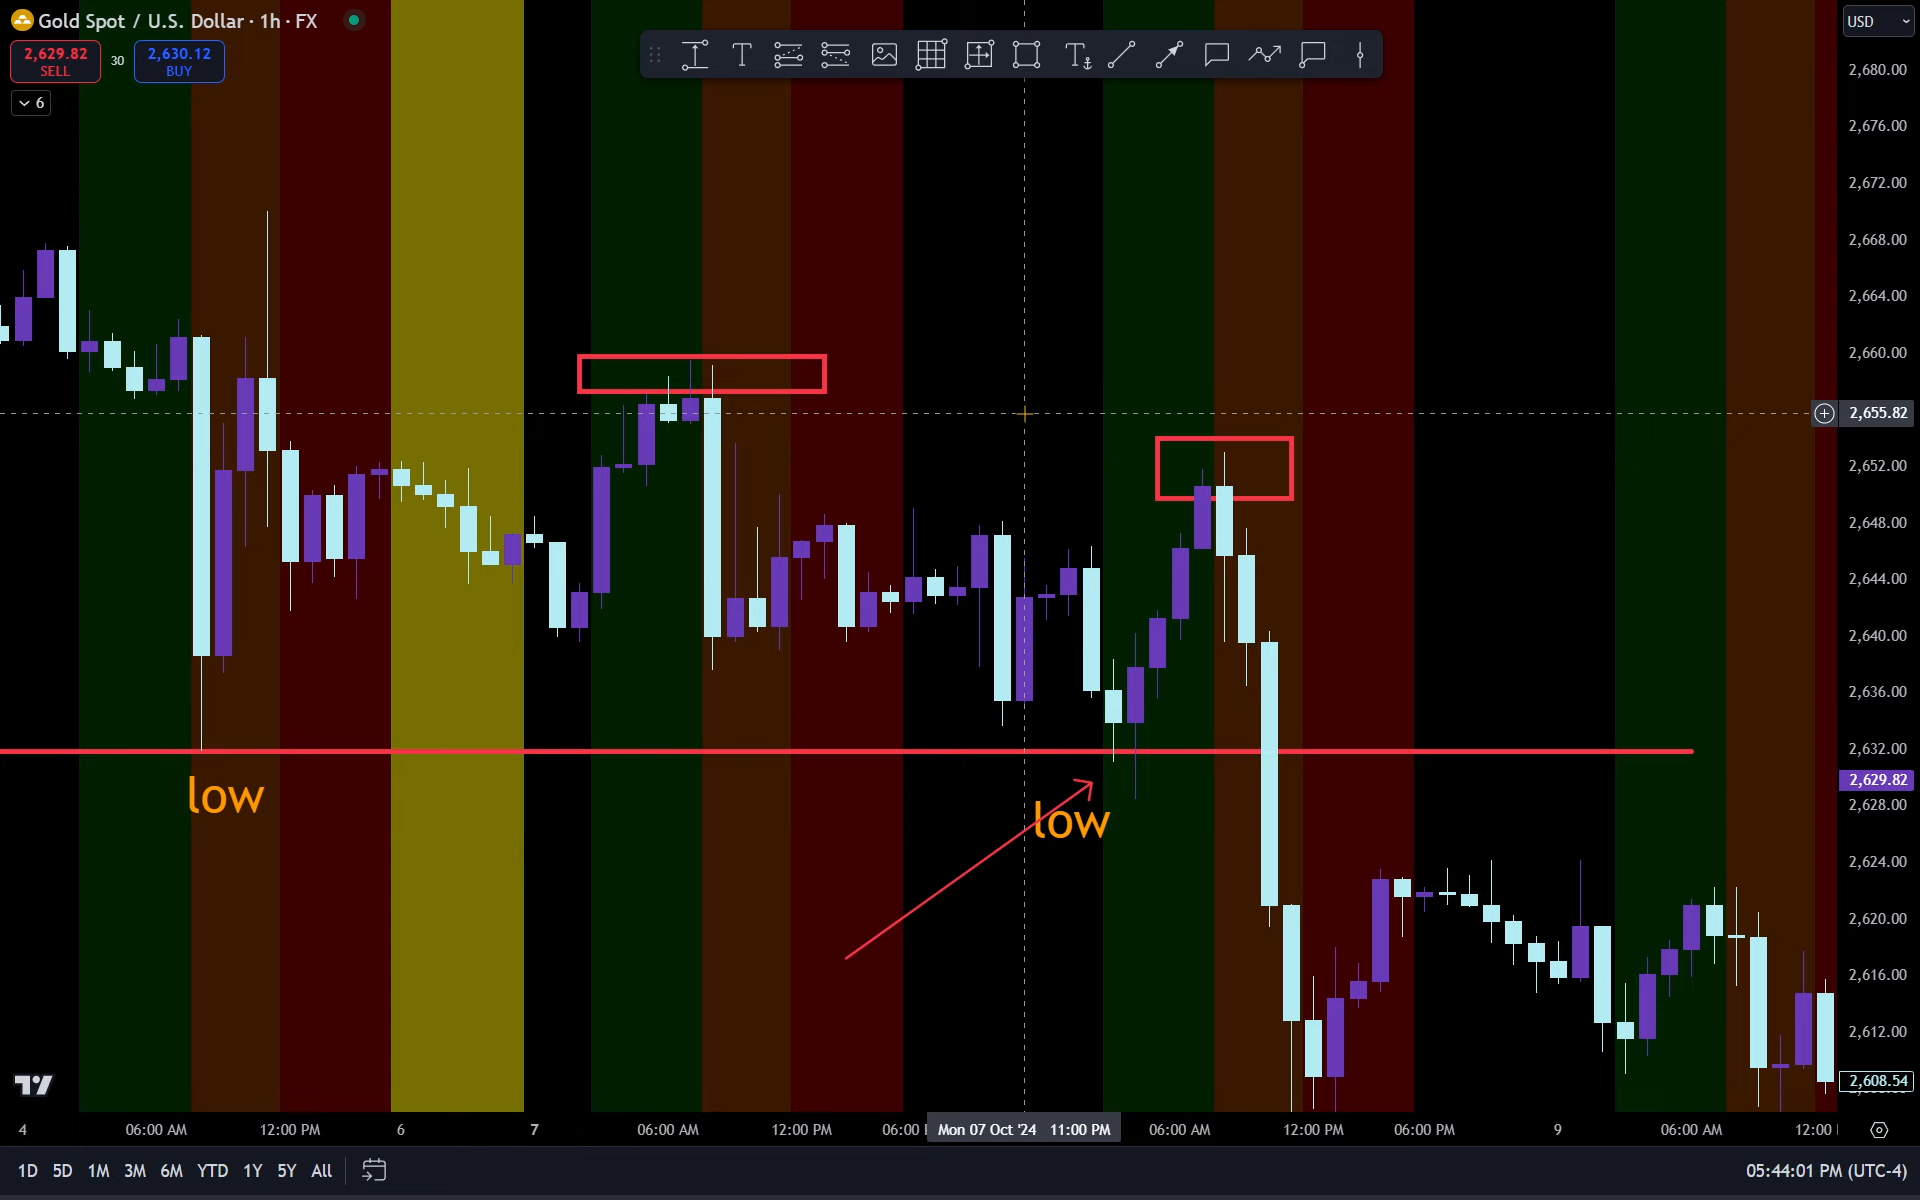 Gold Spot / U.S. Dollar · 1h · FX
USD
2,629.82
SELL
30
2,630.12
BUY
6
2,680.00
2,676.00
2,672.00
2,668.00
2,664.00
2,660.00
2,655.82
2,652.00
2,648.00
2,644.00
2,640.00
2,636.00
2,632.00
2,629.82
2,628.00
2,624.00
2,620.00
2,616.00
2,612.00
2,608.54
low
low
4 06:00 AM 12:00 PM 6 7 06:00 AM 12:00 PM 06:00 Mon 07 Oct '24 11:00 PM 06:00 AM 12:00 PM 06:00 PM 9 06:00 AM 12:00
1D 5D 1M 3M 6M YTD 1Y 5Y All
05:44:01 PM (UTC-4)